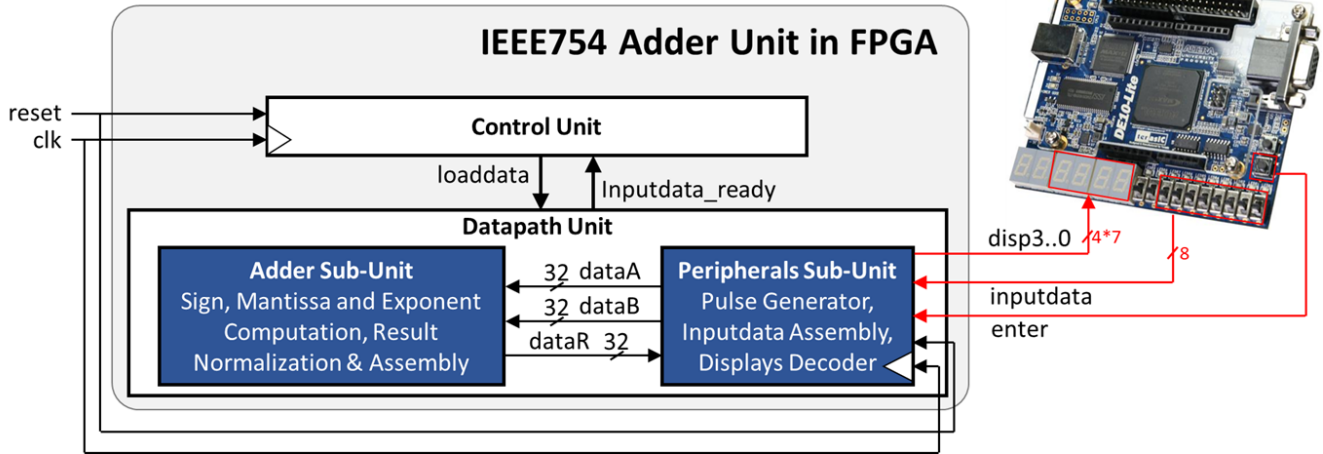 IEEE754 Adder Unit in FPGA
reset
clk
Control Unit
loaddata
Inputdata_ready
Datapath Unit
Adder Sub-Unit
Sign, Mantissa and Exponent
Computation, Result
Normalization & Assembly
32 dataA
32 dataB
dataR 32
Peripherals Sub-Unit
Pulse Generator,
Inputdata Assembly,
Displays Decoder
disp3..0
4*7
8
inputdata
enter
DE10-Lite
terasic